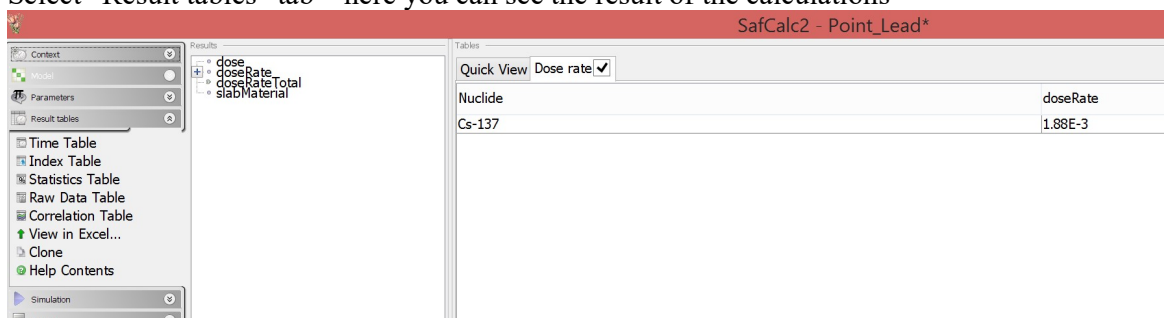 Select "Result tables" tab – here you can see the result of the calculations
SafCalc2 - Point_Lead*
Context
Model
Parameters
Result tables
Time Table
Index Table
Statistics Table
Raw Data Table
Correlation Table
View in Excel...
Clone
Help Contents
Simulation
Results
dose
doseRate
doseRateTotal
slabMaterial
Tables
Quick View Dose rate
Nuclide doseRate
Cs-137 1.88E-3